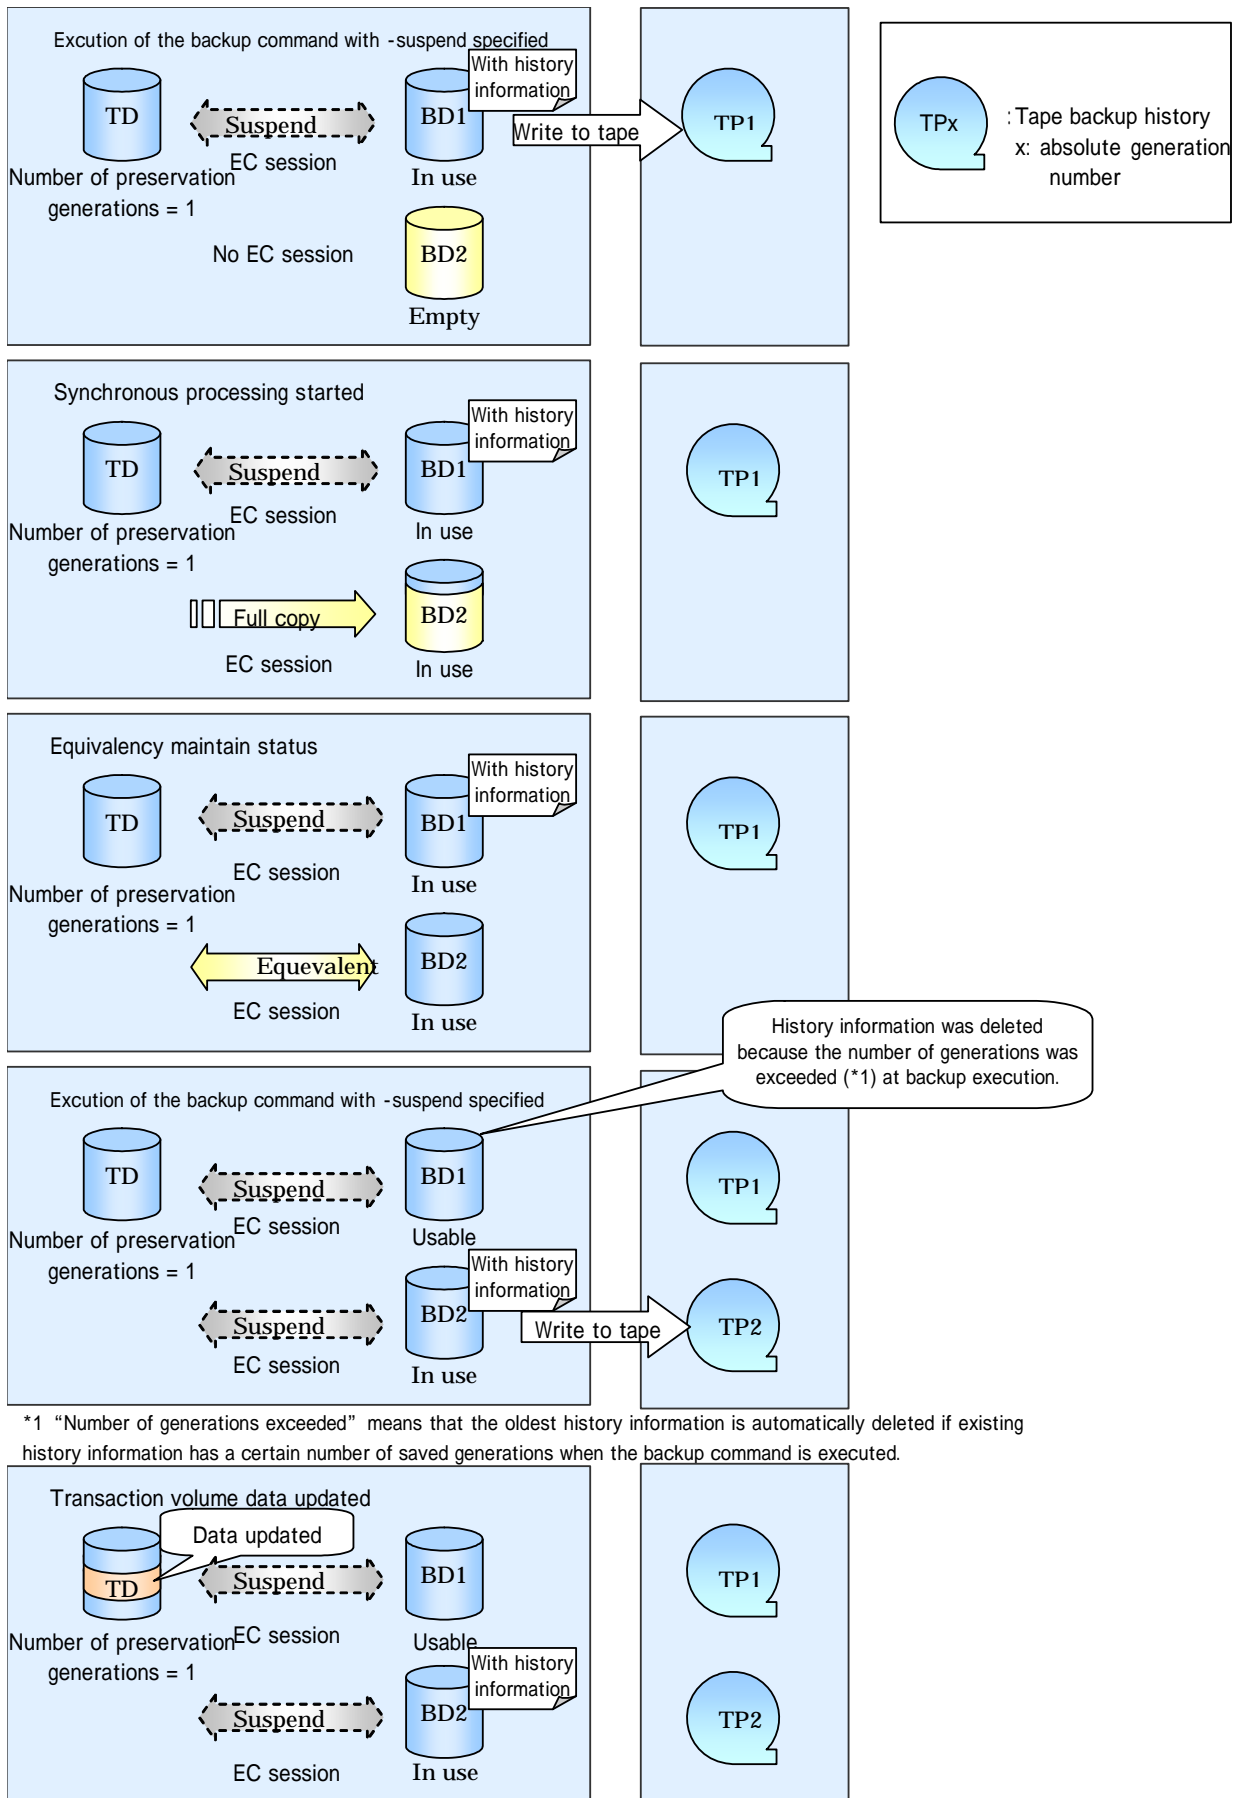 Excution of the backup command with -suspend specified
With history
information
TD
Suspend
BD1
Write to tape
TP1
EC session
Number of preservation
generations = 1
In use
No EC session
BD2
Empty
TPx
: Tape backup history
x: absolute generation
number
Synchronous processing started
With history
information
TD
Suspend
BD1
TP1
EC session
Number of preservation
generations = 1
In use
Full copy
BD2
EC session
In use
Equivalency maintain status
With history
information
TD
Suspend
BD1
TP1
EC session
Number of preservation
generations = 1
In use
Equevalent
BD2
EC session
In use
History information was deleted
because the number of generations was
exceeded (*1) at backup execution.
Excution of the backup command with -suspend specified
TD
Suspend
BD1
TP1
EC session
Number of preservation
generations = 1
Usable
With history
information
Suspend
BD2
Write to tape
TP2
EC session
In use
*1 “Number of generations exceeded” means that the oldest history information is automatically deleted if existing
history information has a certain number of saved generations when the backup command is executed.
Transaction volume data updated
Data updated
TD
Suspend
BD1
TP1
EC session
Number of preservation
generations = 1
Usable
With history
information
Suspend
BD2
TP2
EC session
In use